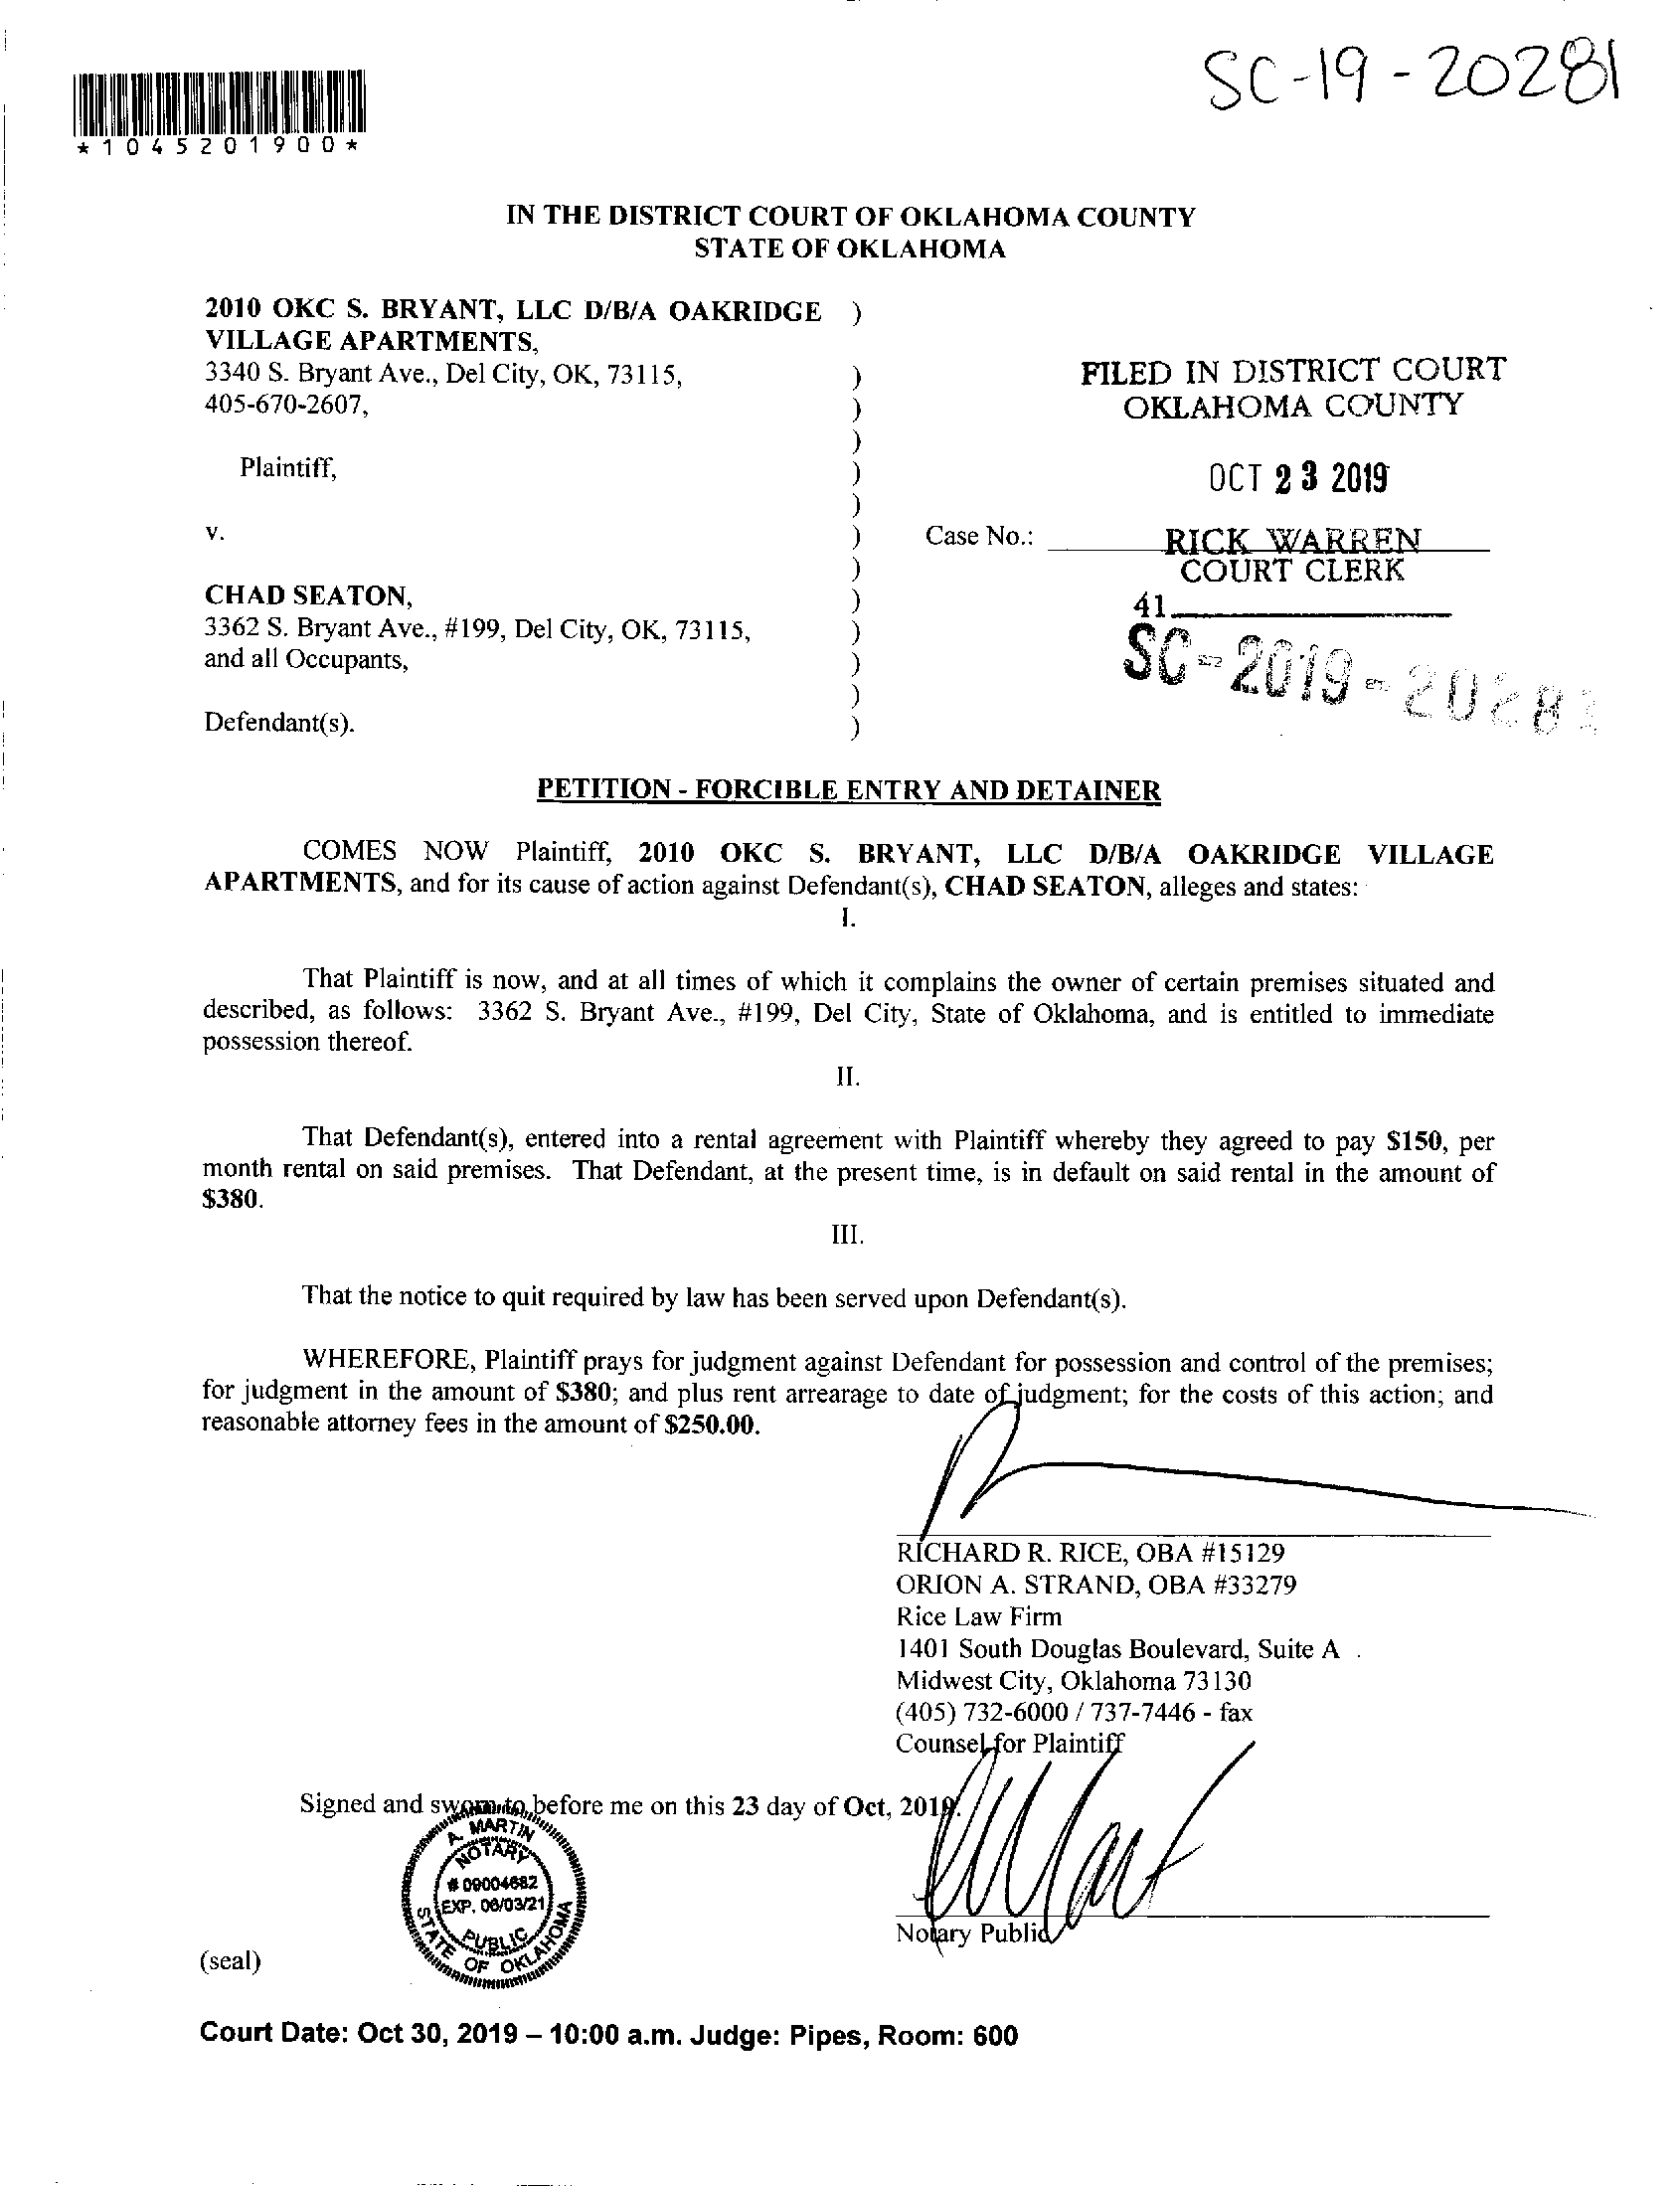 SC-19-20281
*1045201900*
IN THE DISTRICT COURT OF OKLAHOMA COUNTY
STATE OF OKLAHOMA
2010 OKC S. BRYANT, LLC D/B/A OAKRIDGE )
VILLAGE APARTMENTS,
3340 S. Bryant Ave., Del City, OK, 73115, )
405-670-2607, )
)
Plaintiff, )
)
v. )
)
CHAD SEATON, )
3362 S. Bryant Ave., #199, Del City, OK, 73115, )
and all Occupants, )
)
Defendant(s). )
FILED IN DISTRICT COURT
OKLAHOMA COUNTY
OCT 23 2019
Case No.: RICK WARREN
COURT CLERK
41
SC-2019-20281
PETITION - FORCIBLE ENTRY AND DETAINER
COMES NOW Plaintiff, 2010 OKC S. BRYANT, LLC D/B/A OAKRIDGE VILLAGE
APARTMENTS, and for its cause of action against Defendant(s), CHAD SEATON, alleges and states:
I.
That Plaintiff is now, and at all times of which it complains the owner of certain premises situated and
described, as follows: 3362 S. Bryant Ave., #199, Del City, State of Oklahoma, and is entitled to immediate
possession thereof.
II.
That Defendant(s), entered into a rental agreement with Plaintiff whereby they agreed to pay $150, per
month rental on said premises. That Defendant, at the present time, is in default on said rental in the amount of
$380.
III.
That the notice to quit required by law has been served upon Defendant(s).
WHEREFORE, Plaintiff prays for judgment against Defendant for possession and control of the premises;
for judgment in the amount of $380; and plus rent arrearage to date of judgment; for the costs of this action; and
reasonable attorney fees in the amount of $250.00.
RICHARD R. RICE, OBA #15129
ORION A. STRAND, OBA #33279
Rice Law Firm
1401 South Douglas Boulevard, Suite A
Midwest City, Oklahoma 73130
(405) 732-6000 / 737-7446 - fax
Counsel for Plaintiff
Signed and sworn to before me on this 23 day of Oct, 2019.
A. MARTIN
NOTARY
# 09004682
EXP. 06/03/21
PUBLIC
STATE OF OKLAHOMA
Notary Public
(seal)
Court Date: Oct 30, 2019 – 10:00 a.m. Judge: Pipes, Room: 600